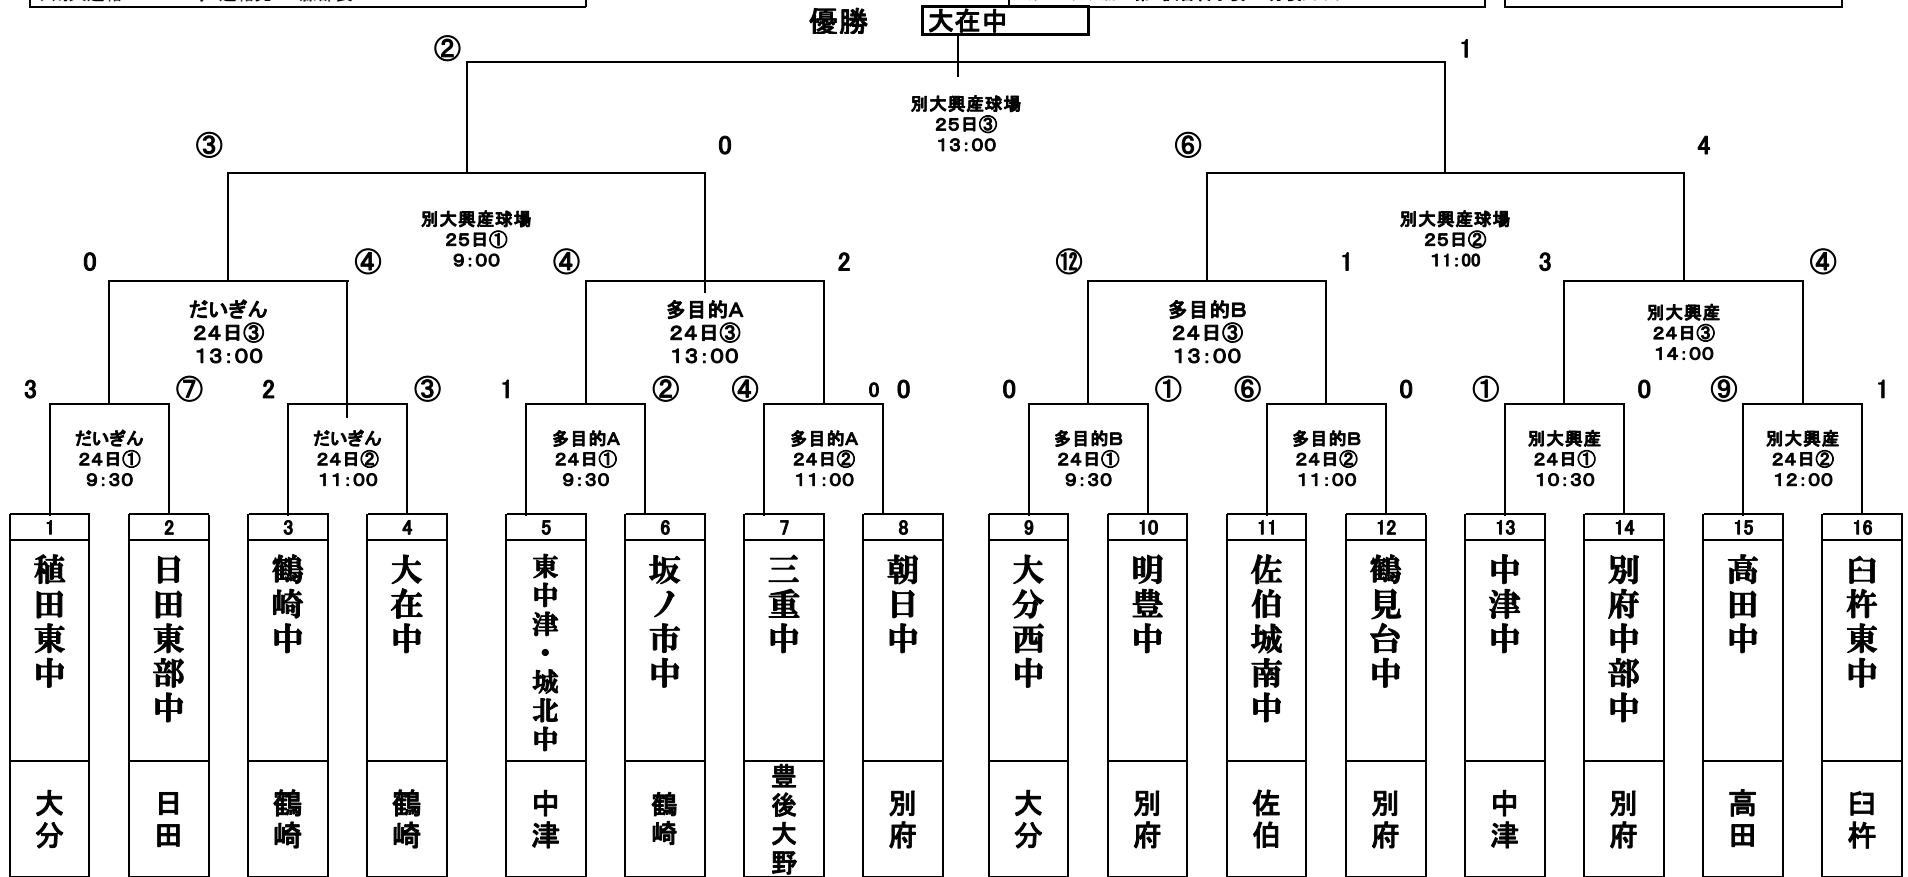 優勝 大在中
② 1
別大興産球場
25日③
13:00
③ 0 ⑥ 4
別大興産球場 別大興産球場
25日① 25日②
9:00 11:00
0 ④ ④ 2 ⑫ 1 3 ④
だいぎん 多目的A 多目的B 別大興産
24日③ 24日③ 24日③ 24日③
13:00 13:00 13:00 14:00
3 ⑦ 2 ③ 1 ② ④ 0 0 0 ① ⑥ 0 ① 0 ⑨ 1
だいぎん だいぎん 多目的A 多目的A 多目的B 多目的B 別大興産 別大興産
24日① 24日② 24日① 24日② 24日① 24日② 24日① 24日②
9:30 11:00 9:30 11:00 9:30 11:00 10:30 12:00
1 2 3 4 5 6 7 8 9 10 11 12 13 14 15 16
稙田東中
日田東部中
鶴崎中
大在中
東中津・城北中
坂ノ市中
三重中
朝日中
大分西中
明豊中
佐伯城南中
鶴見台中
中津中
別府中部中
高田中
臼杵東中
大分
日田
鶴崎
鶴崎
中津
鶴崎
豊後大野
別府
大分
別府
佐伯
別府
中津
別府
高田
臼杵